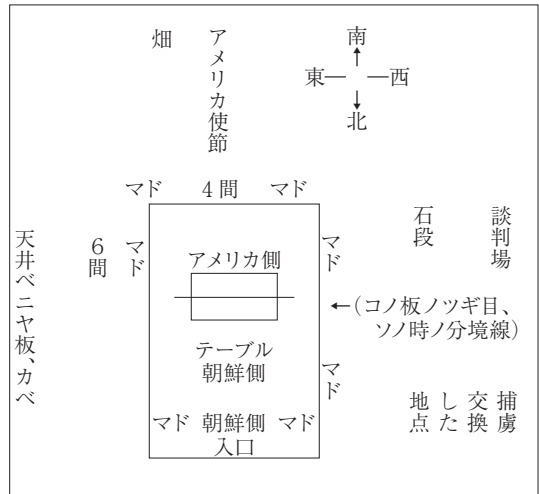 畑
アメリカ使節
南
東― ―西
北
マド 4間 マド
談判場
石段
マド
6間
マド
天井ベニヤ板、カベ
アメリカ側
←(コノ板ノツギ目、
ソノ時ノ分境線)
テーブル
朝鮮側
マド
捕虜
交換
した
地点
マド 朝鮮側 マド
入口